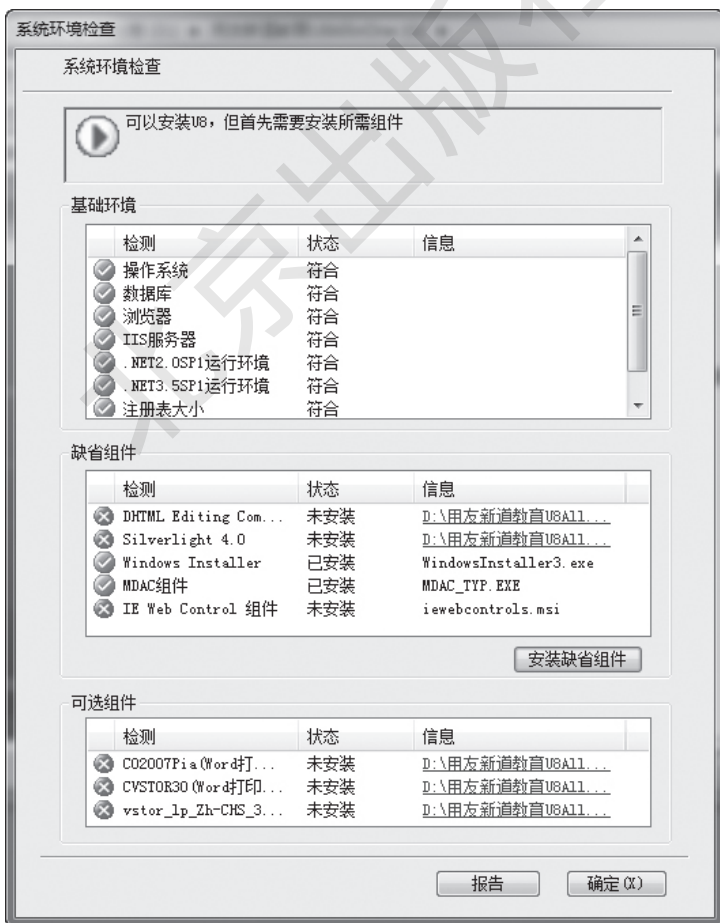 系统环境检查
系统环境检查
可以安装U8，但首先需要安装所需组件
基础环境
检测 状态 信息
操作系统 符合
数据库 符合
浏览器 符合
IIS服务器 符合
.NET2.0SP1运行环境 符合
.NET3.5SP1运行环境 符合
注册表大小 符合
缺省组件
检测 状态 信息
DHTML Editing Com... 未安装 D:\用友新道教育U8All...
Silverlight 4.0 未安装 D:\用友新道教育U8All...
Windows Installer 已安装 WindowsInstaller3.exe
MDAC组件 已安装 MDAC_TYP.EXE
IE Web Control 组件 未安装 iewebcontrols.msi
安装缺省组件
可选组件
检测 状态 信息
CO2007Pia(Word打... 未安装 D:\用友新道教育U8All...
CVSTOR30(Word打印... 未安装 D:\用友新道教育U8All...
vstor_lp_Zh-CHS_3... 未安装 D:\用友新道教育U8All...
报告 确定(X)
北京出版